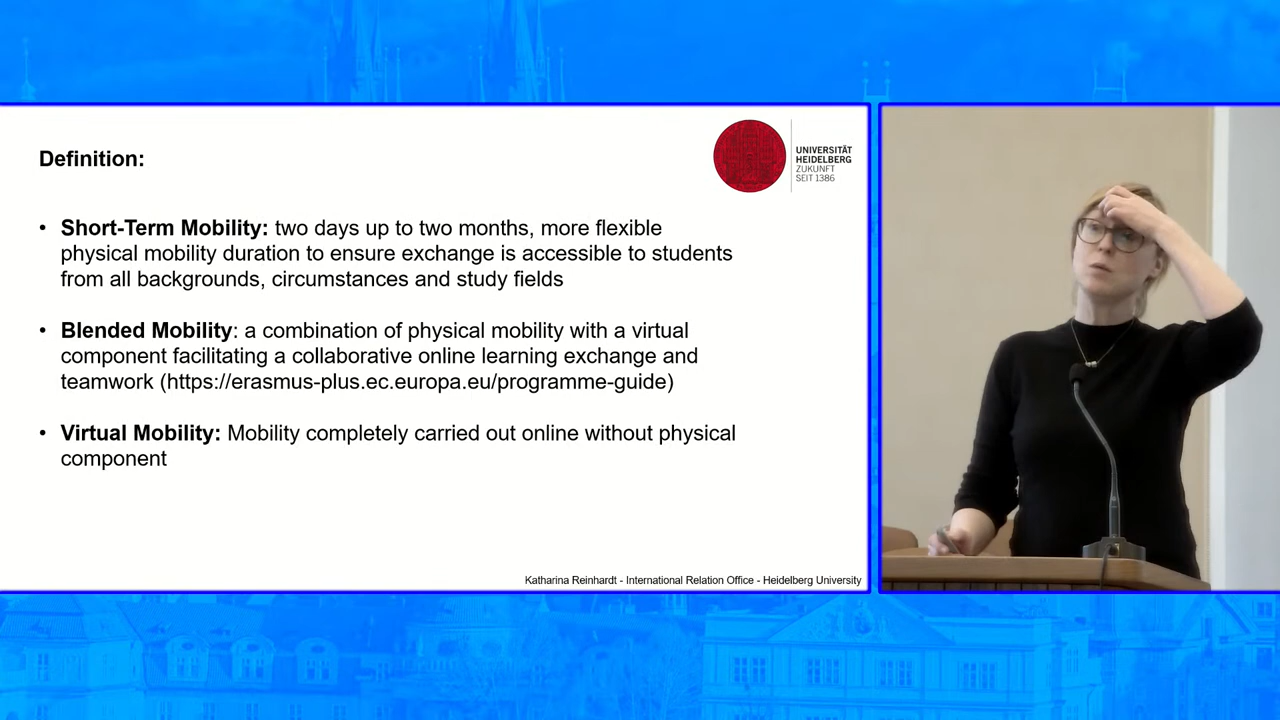 UNIVERSITÄT
HEIDELBERG
ZUKUNFT
SEIT 1386
Definition:
• Short-Term Mobility: two days up to two months, more flexible
physical mobility duration to ensure exchange is accessible to students
from all backgrounds, circumstances and study fields
• Blended Mobility: a combination of physical mobility with a virtual
component facilitating a collaborative online learning exchange and
teamwork (https://erasmus-plus.ec.europa.eu/programme-guide)
• Virtual Mobility: Mobility completely carried out online without physical
component
Katharina Reinhardt - International Relation Office - Heidelberg University